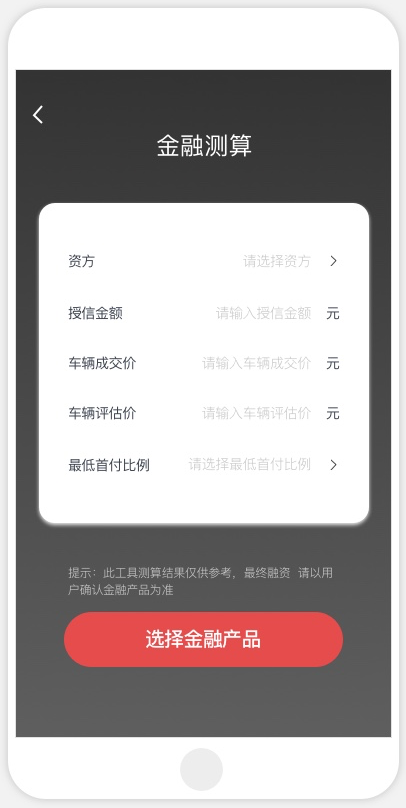 金融测算
资方 请选择资方
授信金额 请输入授信金额 元
车辆成交价 请输入车辆成交价 元
车辆评估价 请输入车辆评估价 元
最低首付比例 请选择最低首付比例
提示：此工具测算结果仅供参考，最终融资 请以用
户确认金融产品为准
选择金融产品